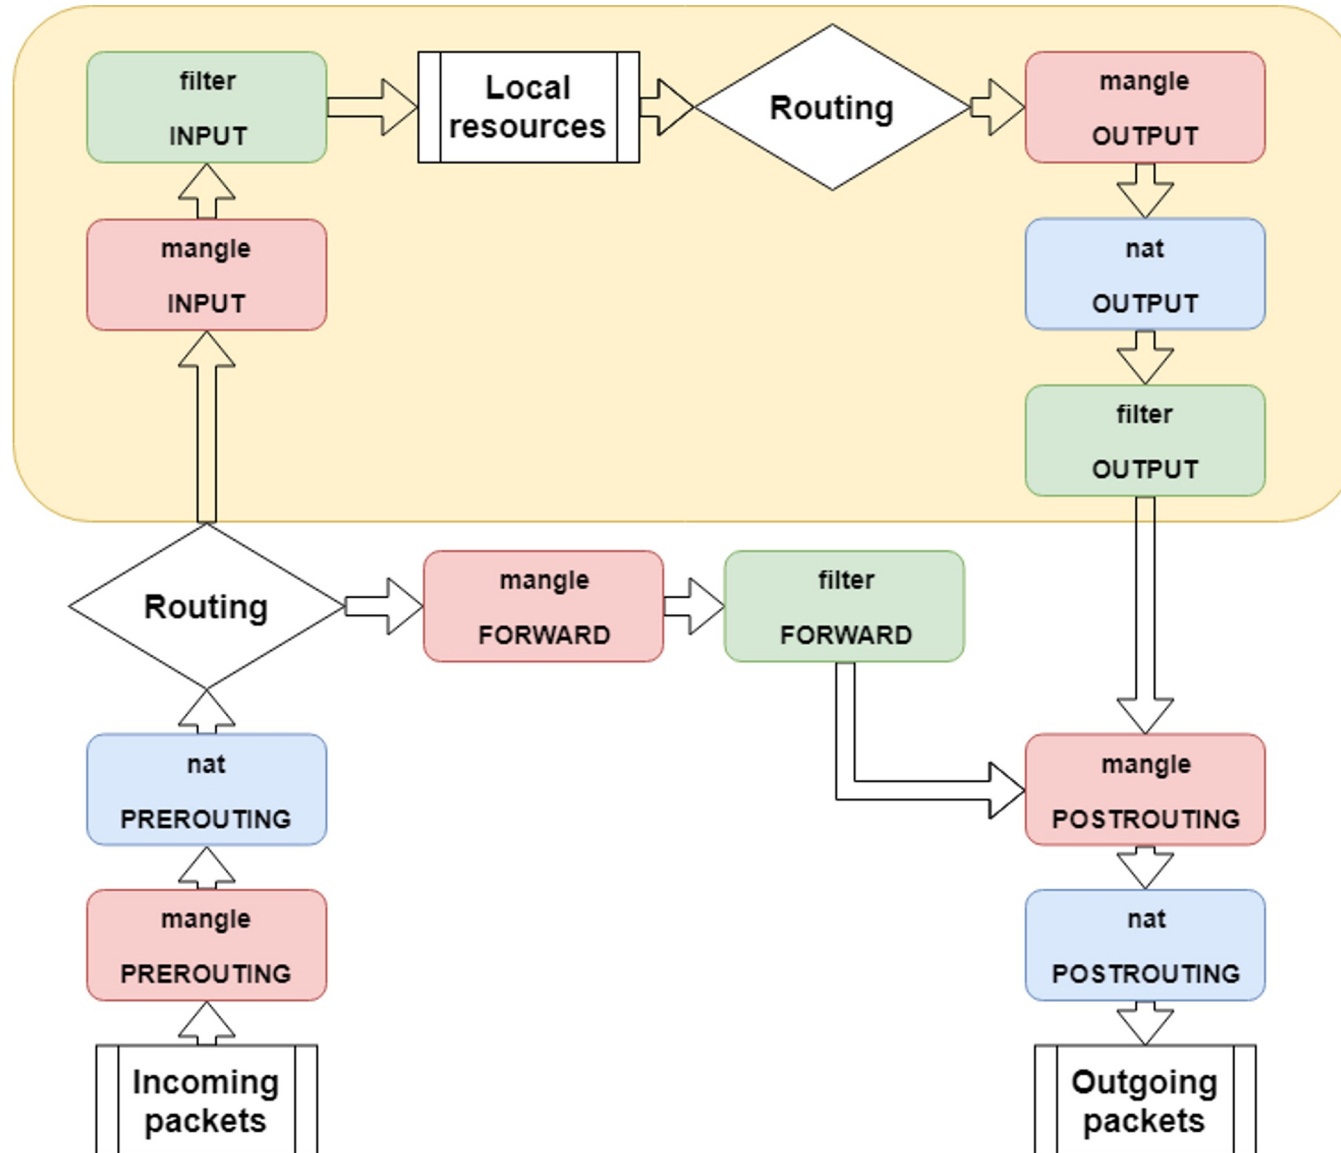 filter
INPUT
Local
resources
Routing
mangle
OUTPUT
mangle
INPUT
nat
OUTPUT
filter
OUTPUT
Routing
mangle
FORWARD
filter
FORWARD
nat
PREROUTING
mangle
POSTROUTING
mangle
PREROUTING
nat
POSTROUTING
Incoming
packets
Outgoing
packets